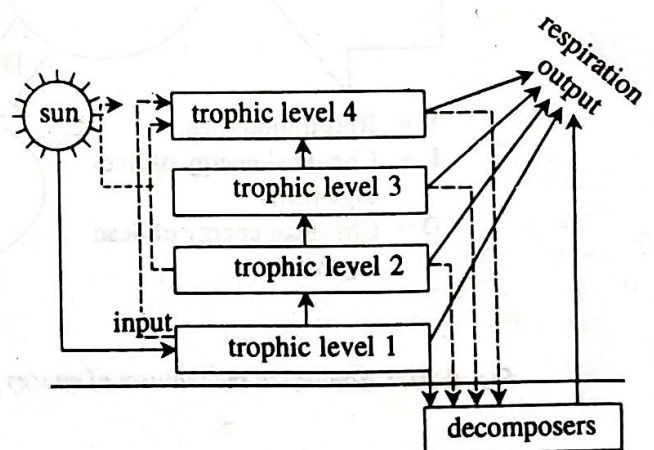 respiration
output
sun
trophic level 4
trophic level 3
trophic level 2
input
trophic level 1
decomposers